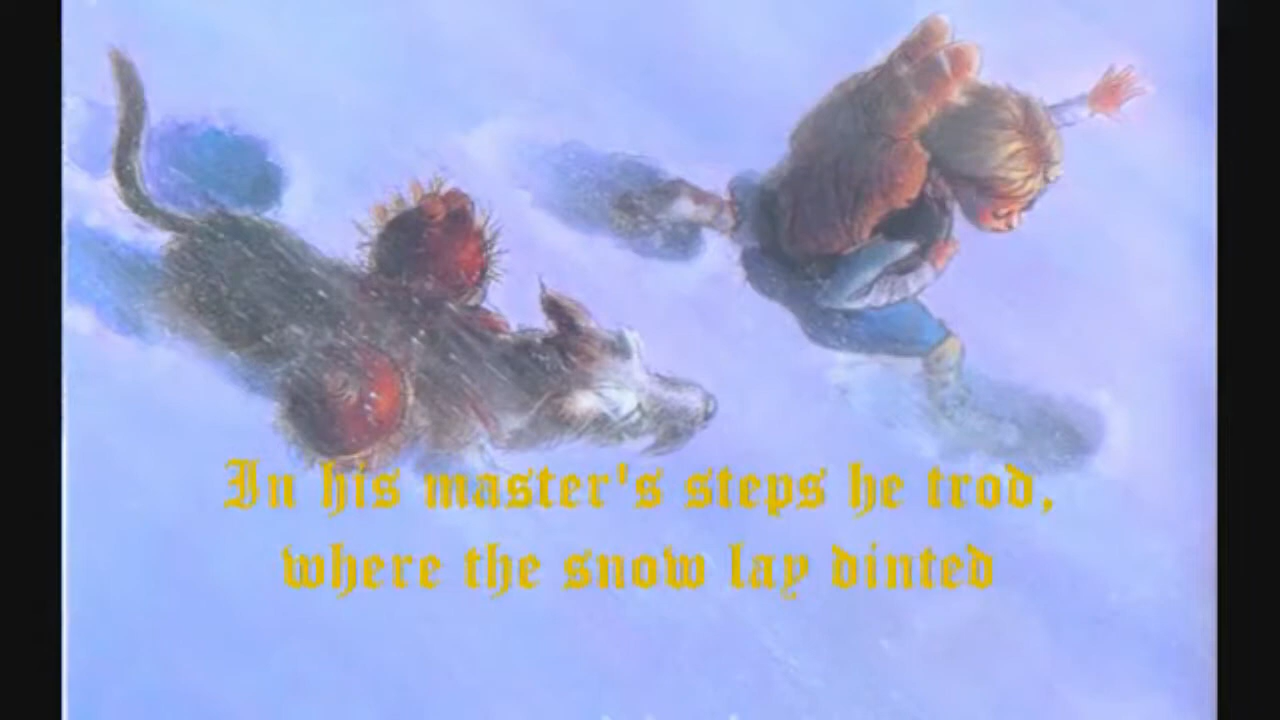 In his master's steps he trod,
where the snow lay dinted